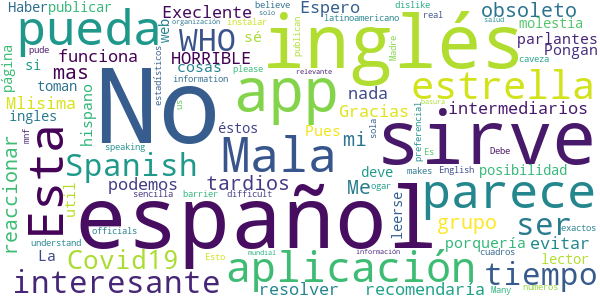 Haber publicar
Execlente
Espero
latinoamericano
believe
dislike
real
obsoleto
pueda
inglés
organización
instalar
solo
salud
molestia
Web
WHO
sé
publican
Madre
parlantes
Pongan
página
si
funciona
mas
HORRIBLE
cosas
pude
estadísticos
information
please
relevante
caveza
toman
No
app
us
nada
estrella
Mlisima
ingles
Gracias
intermediarios
hispano
éstos
Pues
basura
reaccionar
Esta
Mala
mi
sirve
sola
preferencial
mnf
speaking
Spanish
deve
posibilidad
util
podemos
tardios
Me
Es
Debe
español
parece
sencilla
barrier
difficult
ogar
makes
English
leerse
grupo
ser
La
Covid19
officials
understand
Esto
porquería
evitar
lector
interesante
aplicación
tiempo
cuadros
exactos
mundial
información
resolver
recomendaría
Many
números